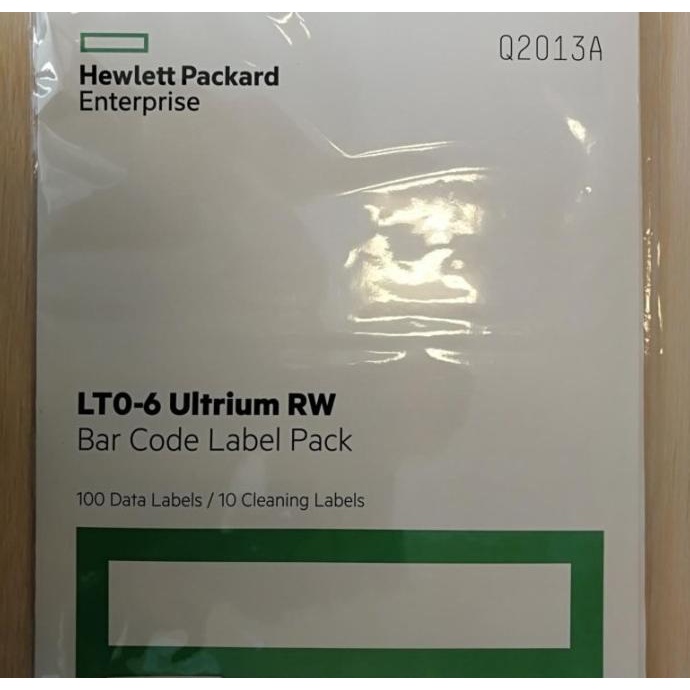 Q2013A
Hewlett Packard
Enterprise
LTO-6 Ultrium RW
Bar Code Label Pack
100 Data Labels / 10 Cleaning Labels